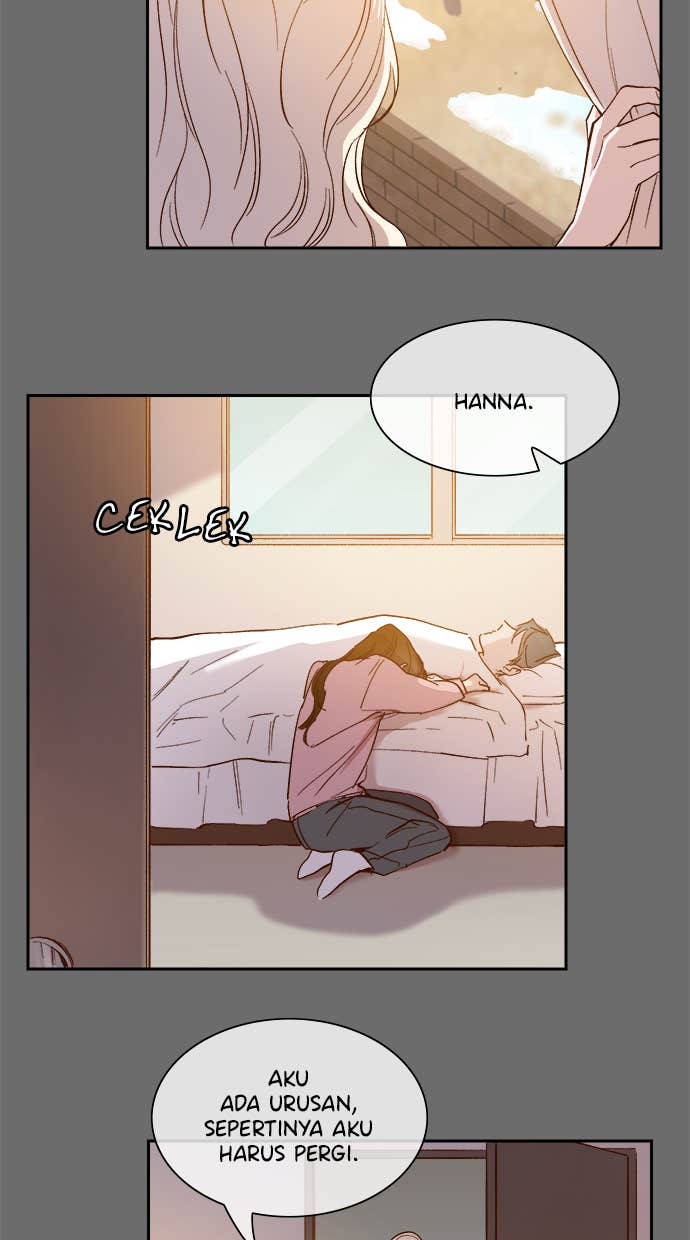 HANNA.
CEKLEK
AKU
ADA URUSAN,
SEPERTINYA AKU
HARUS PERGI.